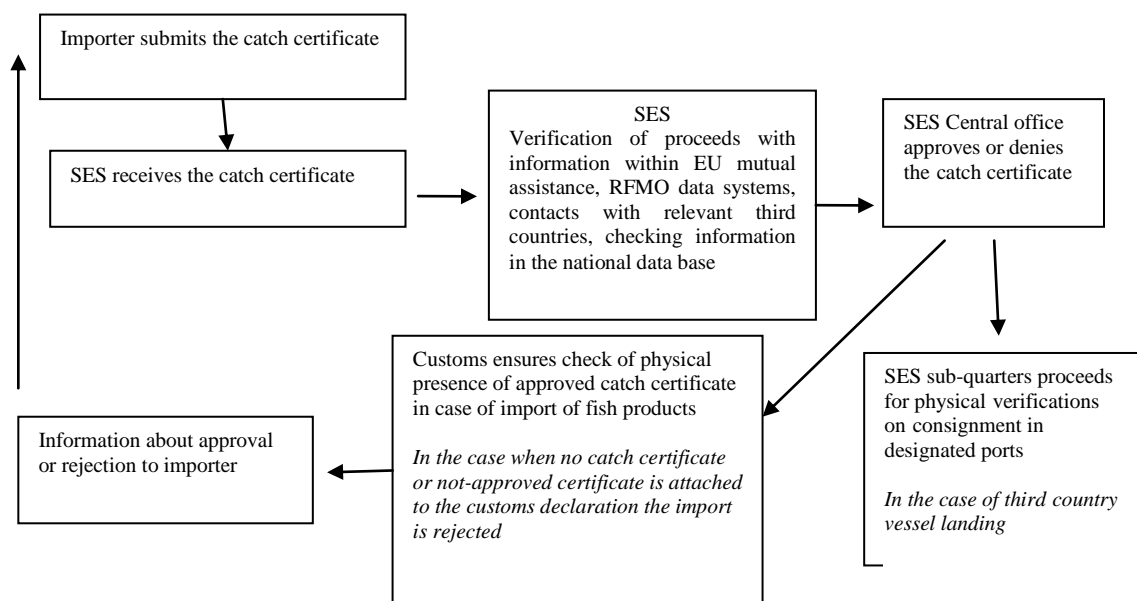 Importer submits the catch certificate
SES receives the catch certificate
SES
Verification of proceeds with
information within EU mutual
assistance, RFMO data systems,
contacts with relevant third
countries, checking information
in the national data base
SES Central office
approves or denies
the catch certificate
Customs ensures check of physical
presence of approved catch certificate
in case of import of fish products
In the case when no catch certificate
or not-approved certificate is attached
to the customs declaration the import
is rejected
SES sub-quarters proceeds
for physical verifications
on consignment in
designated ports
In the case of third country
vessel landing
Information about approval
or rejection to importer